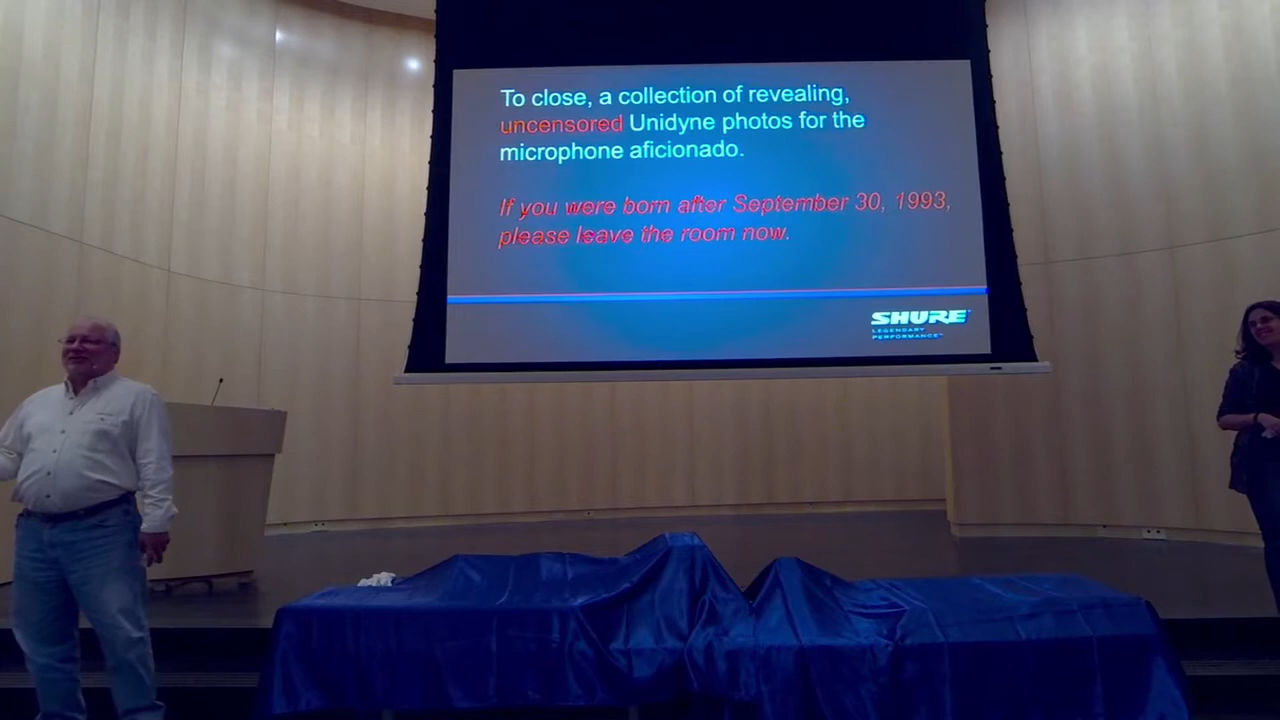 To close, a collection of revealing,
uncensored Unidyne photos for the
microphone aficionado.
If you were born after September 30, 1993,
please leave the room now.
SHURE
LEGENDARY
PERFORMANCE™